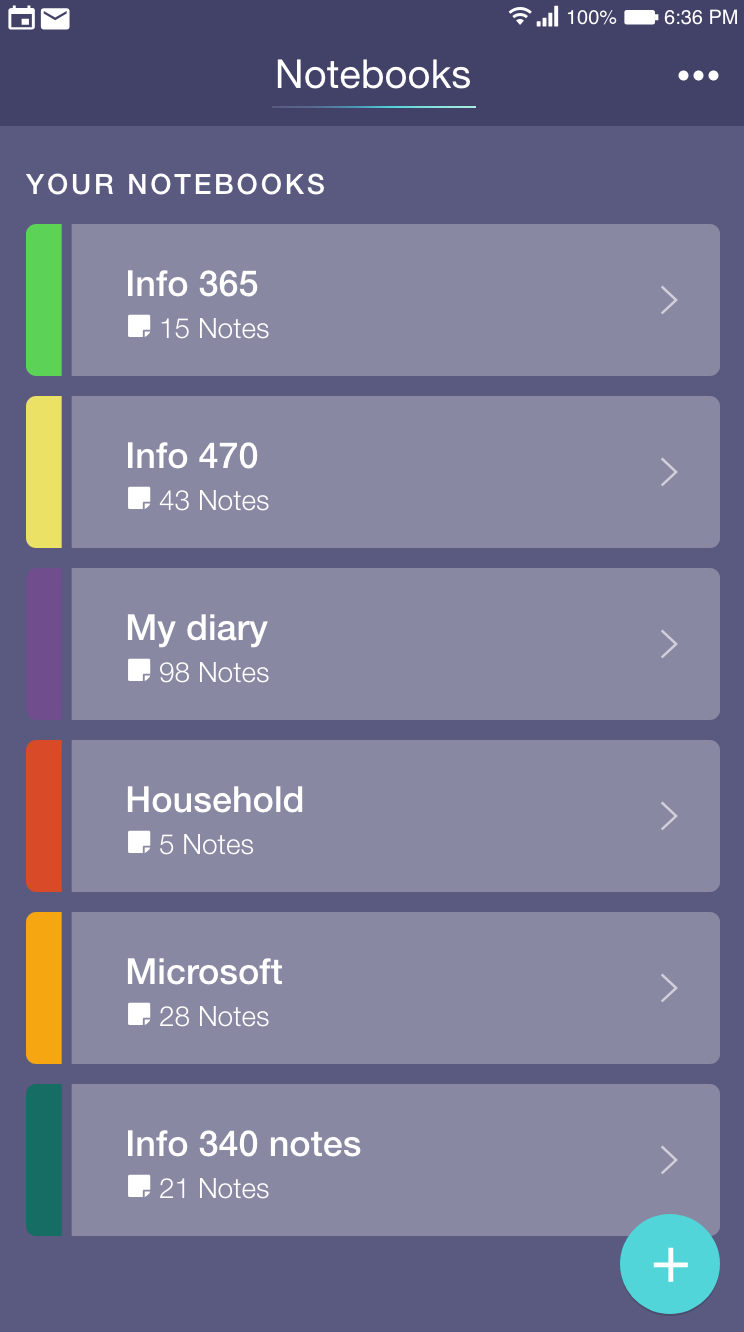 100% 6:36 PM
Notebooks
YOUR NOTEBOOKS
Info 365
15 Notes
Info 470
43 Notes
My diary
98 Notes
Household
5 Notes
Microsoft
28 Notes
Info 340 notes
21 Notes